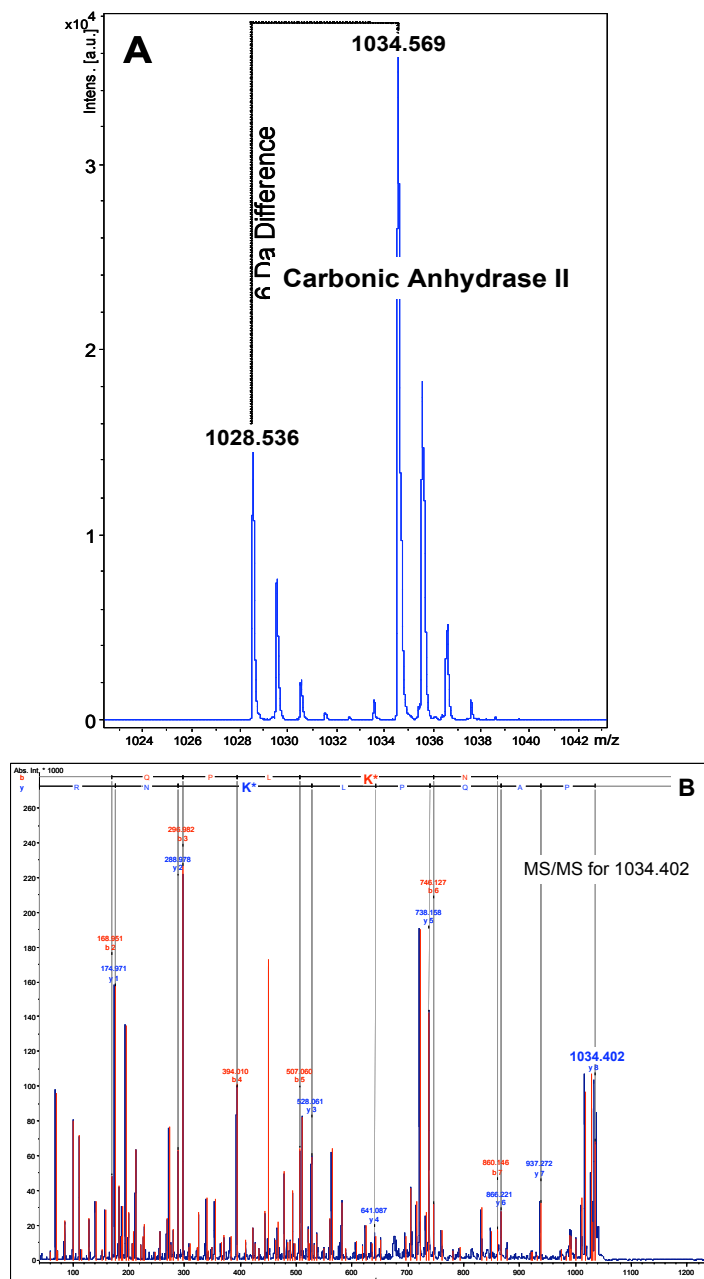 x10⁴
A
Intens. [a.u.]
4
3
2
1
0
1034.569
6 Da Difference
Carbonic Anhydrase II
1028.536
1024 1026 1028 1030 1032 1034 1036 1038 1040 1042 m/z
Abs. Int. * 1000
b Q P L K* N
y R N K* L P Q A P
B
MS/MS for 1034.402
260
240
220
200
180
160
140
120
100
80
60
40
20
0
296.982
b 3
288.978
y 2
168.951
b 2
174.971
y 1
394.010
b 4
507.060
b 5
528.061
y 3
641.087
y 4
746.127
b 6
738.158
y 5
860.146
b 7
866.221
y 6
937.272
y 7
1034.402
y 8
100 200 300 400 500 600 700 800 900 1000 1100 1200